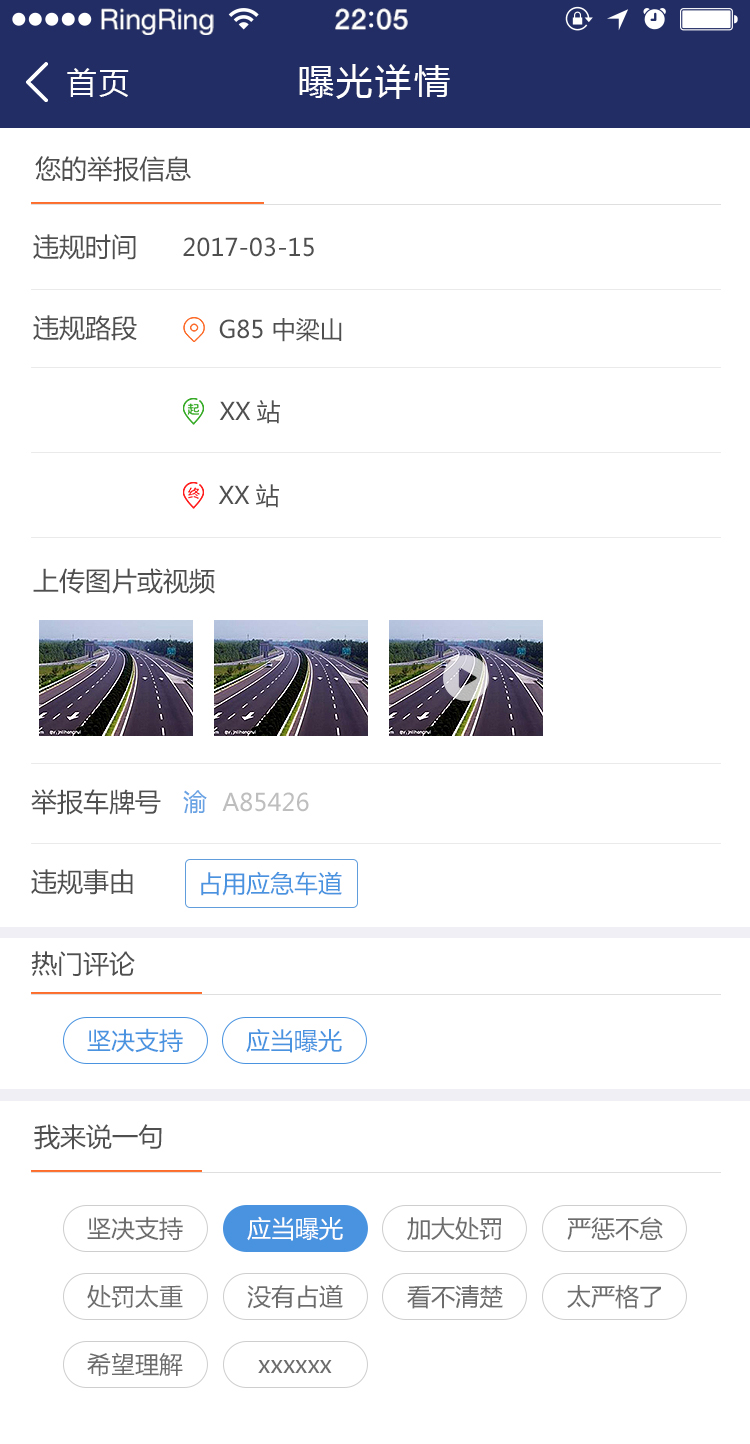 RingRing 22:05
首页 曝光详情
您的举报信息
违规时间 2017-03-15
违规路段 G85 中梁山
起 XX 站
终 XX 站
上传图片或视频
举报车牌号 渝 A85426
违规事由 占用应急车道
热门评论
坚决支持 应当曝光
我来说一句
坚决支持 应当曝光 加大处罚 严惩不怠
处罚太重 没有占道 看不清楚 太严格了
希望理解 xxxxxx